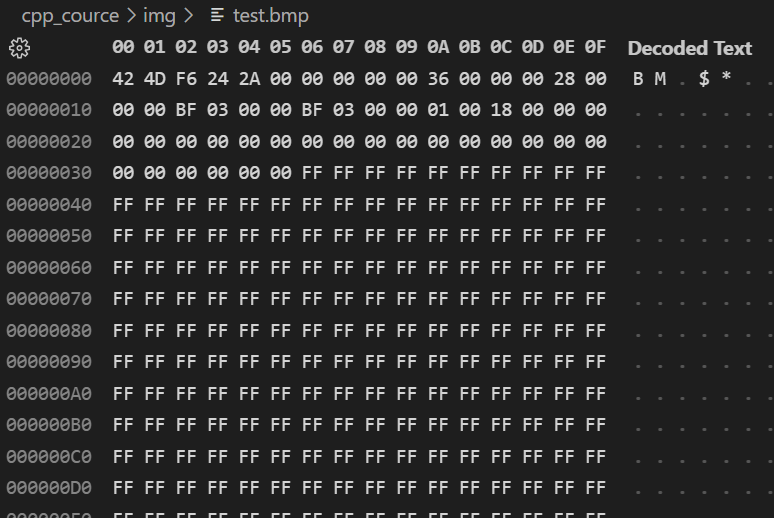 cpp_cource > img > test.bmp
00 01 02 03 04 05 06 07 08 09 0A 0B 0C 0D 0E 0F Decoded Text
00000000 42 4D F6 24 2A 00 00 00 00 00 36 00 00 00 28 00 B M . $ * . .
00000010 00 00 BF 03 00 00 BF 03 00 00 01 00 18 00 00 00 . . . . . . .
00000020 00 00 00 00 00 00 00 00 00 00 00 00 00 00 00 00 . . . . . . .
00000030 00 00 00 00 00 00 FF FF FF FF FF FF FF FF FF FF . . . . . . .
00000040 FF FF FF FF FF FF FF FF FF FF FF FF FF FF FF FF . . . . . . .
00000050 FF FF FF FF FF FF FF FF FF FF FF FF FF FF FF FF . . . . . . .
00000060 FF FF FF FF FF FF FF FF FF FF FF FF FF FF FF FF . . . . . . .
00000070 FF FF FF FF FF FF FF FF FF FF FF FF FF FF FF FF . . . . . . .
00000080 FF FF FF FF FF FF FF FF FF FF FF FF FF FF FF FF . . . . . . .
00000090 FF FF FF FF FF FF FF FF FF FF FF FF FF FF FF FF . . . . . . .
000000A0 FF FF FF FF FF FF FF FF FF FF FF FF FF FF FF FF . . . . . . .
000000B0 FF FF FF FF FF FF FF FF FF FF FF FF FF FF FF FF . . . . . . .
000000C0 FF FF FF FF FF FF FF FF FF FF FF FF FF FF FF FF . . . . . . .
000000D0 FF FF FF FF FF FF FF FF FF FF FF FF FF FF FF FF . . . . . . .